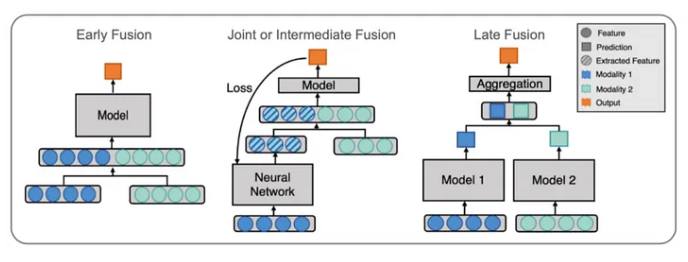 Early Fusion
Joint or Intermediate Fusion
Late Fusion
Feature
Prediction
Extracted Feature
Modality 1
Modality 2
Output
Model
Loss
Model
Neural
Network
Aggregation
Model 1
Model 2